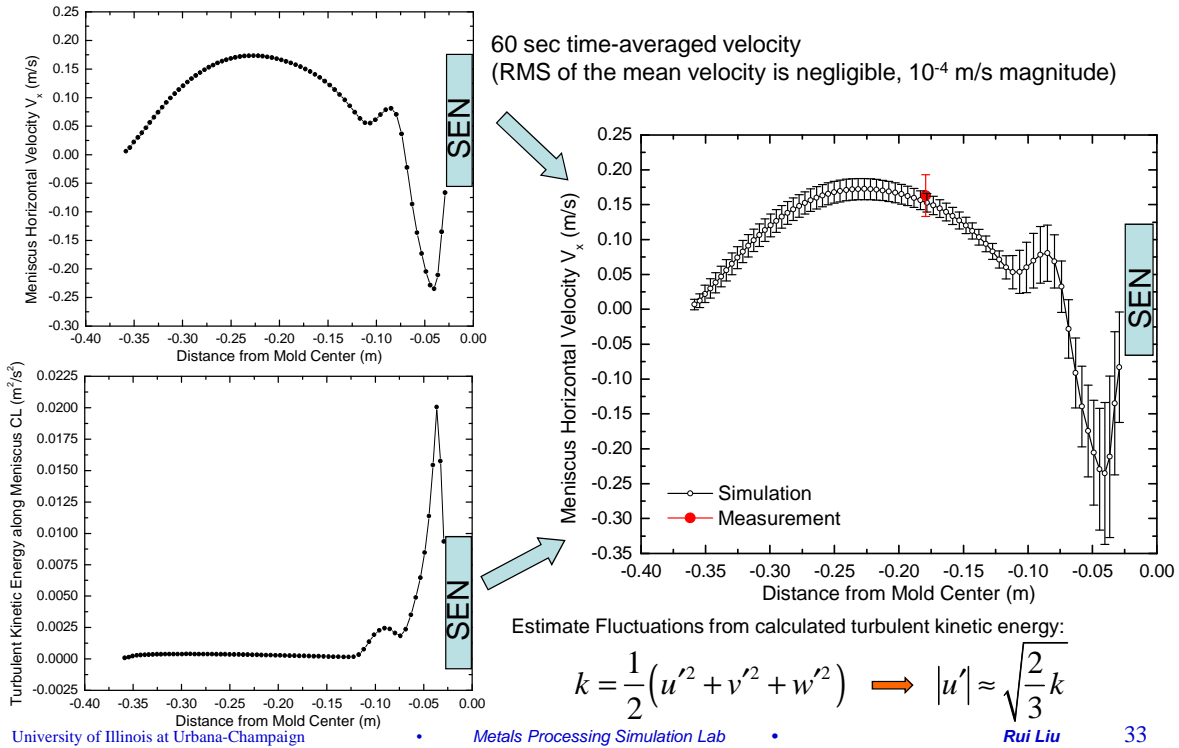 60 sec time-averaged velocity
(RMS of the mean velocity is negligible, 10⁻⁴ m/s magnitude)
Meniscus Horizontal Velocity Vₓ (m/s)
0.25
0.20
0.15
0.10
0.05
0.00
-0.05
-0.10
-0.15
-0.20
-0.25
-0.30
SEN
-0.40 -0.35 -0.30 -0.25 -0.20 -0.15 -0.10 -0.05 0.00
Distance from Mold Center (m)
Turbulent Kinetic Energy along Meniscus CL (m²/s²)
0.0225
0.0200
0.0175
0.0150
0.0125
0.0100
0.0075
0.0050
0.0025
0.0000
-0.0025
SEN
-0.40 -0.35 -0.30 -0.25 -0.20 -0.15 -0.10 -0.05 0.00
Distance from Mold Center (m)
Meniscus Horizontal Velocity Vₓ (m/s)
0.25
0.20
0.15
0.10
0.05
0.00
-0.05
-0.10
-0.15
-0.20
-0.25
-0.30
-0.35
SEN
Simulation
Measurement
-0.40 -0.35 -0.30 -0.25 -0.20 -0.15 -0.10 -0.05 0.00
Distance from Mold Center (m)
Estimate Fluctuations from calculated turbulent kinetic energy:
k = 1/2 (u′² + v′² + w′²) |u′| ≈ √(2/3 k)
University of Illinois at Urbana-Champaign • Metals Processing Simulation Lab • Rui Liu 33